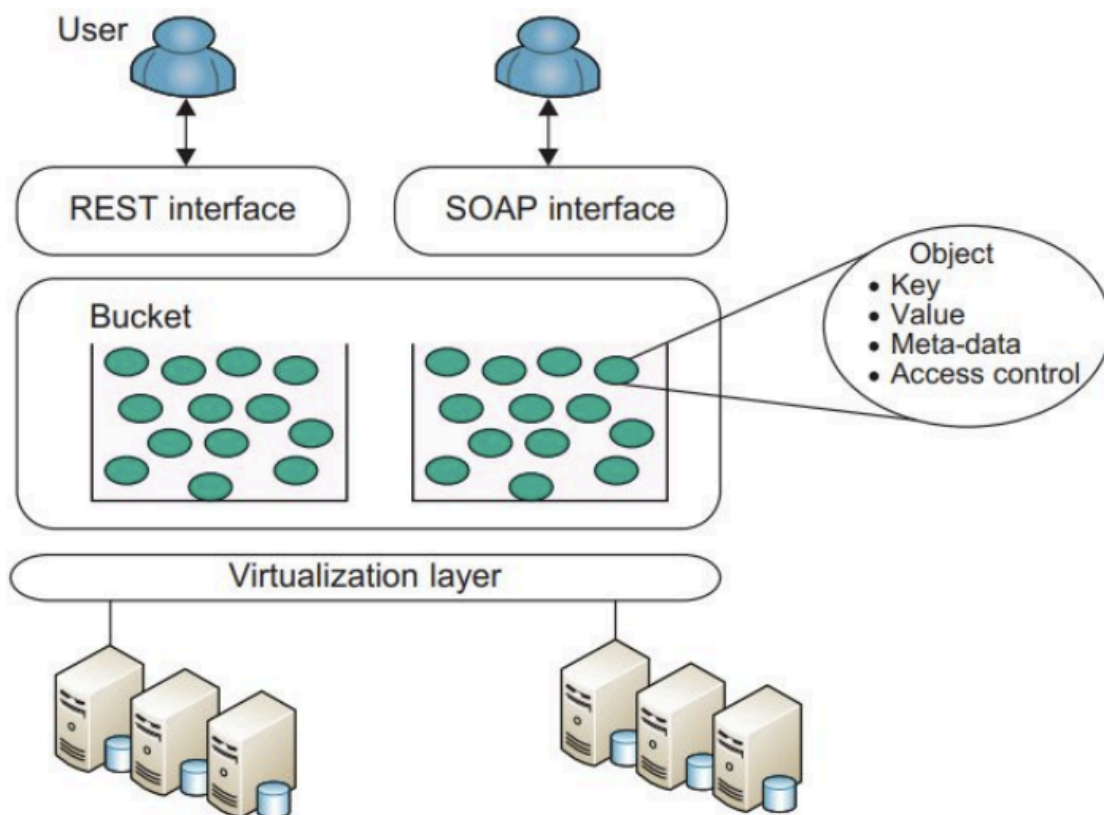 User
REST interface
SOAP interface
Object
• Key
• Value
• Meta-data
• Access control
Bucket
Virtualization layer